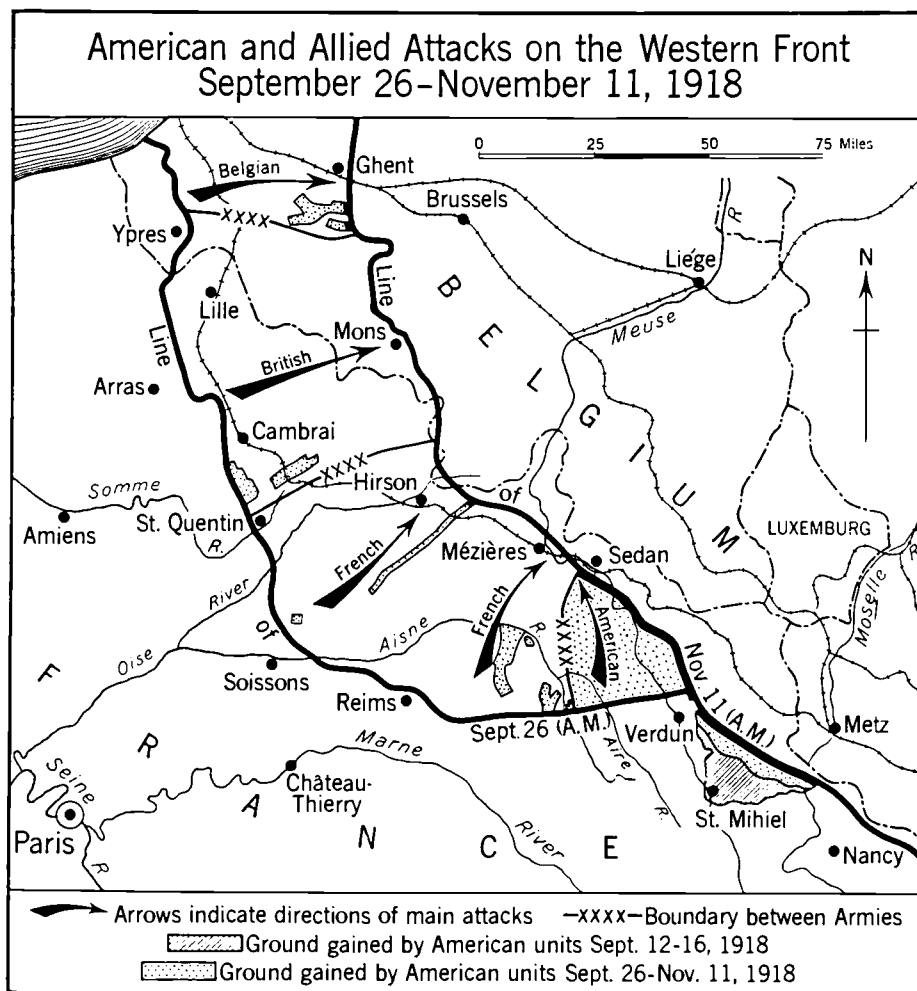 American and Allied Attacks on the Western Front
September 26–November 11, 1918
0 25 50 75 Miles
Belgian
Ghent
Brussels
R
XXXX
Ypres
Liége
N
Lille
Line
Line
B
E
L
G
I
U
M
Meuse
Mons
British
Arras
Cambrai
XXXX
Hirson
of
Somme
R.
St. Quentin
Amiens
LUXEMBURG
Mézières
Sedan
French
River
Oise
Moselle
R
French
R
XXXX
American
Aisne
of
Soissons
Nov 11 (A.M.)
Reims
Sept. 26 (A.M.)
Verdun
Metz
Aire
R.
F
R
A
N
C
E
Marne
River
Château-
Thierry
St. Mihiel
Seine
R
Paris
Nancy
Arrows indicate directions of main attacks
–XXXX– Boundary between Armies
Ground gained by American units Sept. 12-16, 1918
Ground gained by American units Sept. 26-Nov. 11, 1918